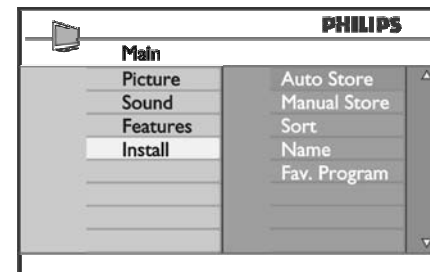 PHILIPS
Main
Picture
Sound
Features
Install
Auto Store
Manual Store
Sort
Name
Fav. Program